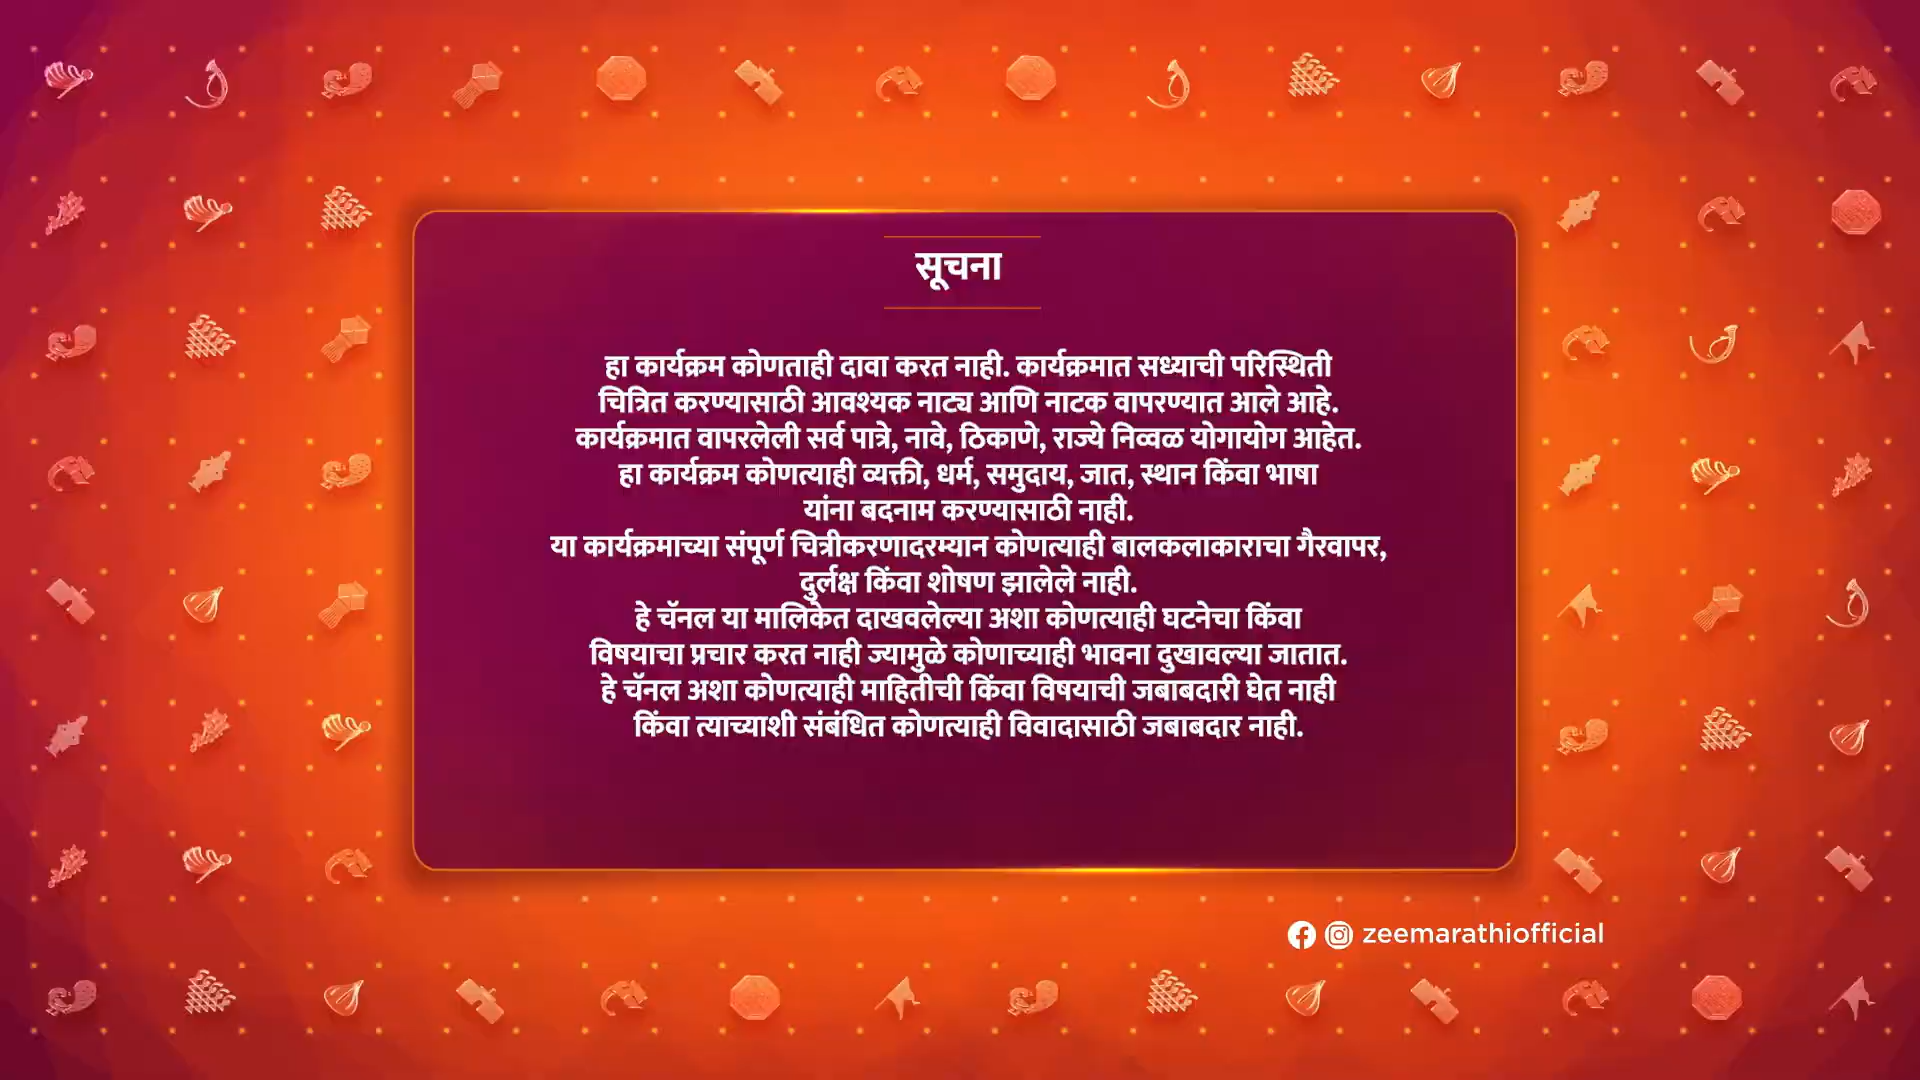 सूचना
हा कार्यक्रम कोणताही दावा करत नाही. कार्यक्रमात सध्याची परिस्थिती
चित्रित करण्यासाठी आवश्यक नाट्य आणि नाटक वापरण्यात आले आहे.
कार्यक्रमात वापरलेली सर्व पात्रे, नावे, ठिकाणे, राज्ये निव्वळ योगायोग आहेत.
हा कार्यक्रम कोणत्याही व्यक्ती, धर्म, समुदाय, जात, स्थान किंवा भाषा
यांना बदनाम करण्यासाठी नाही.
या कार्यक्रमाच्या संपूर्ण चित्रीकरणादरम्यान कोणत्याही बालकलाकाराचा गैरवापर,
दुर्लक्ष किंवा शोषण झालेले नाही.
हे चॅनल या मालिकेत दाखवलेल्या अशा कोणत्याही घटनेचा किंवा
विषयाचा प्रचार करत नाही ज्यामुळे कोणाच्याही भावना दुखावल्या जातात.
हे चॅनल अशा कोणत्याही माहितीची किंवा विषयाची जबाबदारी घेत नाही
किंवा त्याच्याशी संबंधित कोणत्याही विवादासाठी जबाबदार नाही.
zeemarathiofficial